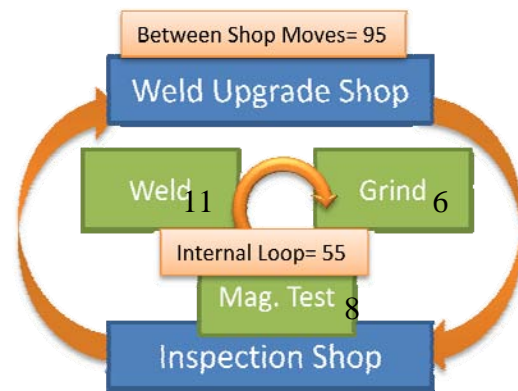 Between Shop Moves= 95
Weld Upgrade Shop
Weld 11
Grind 6
Internal Loop= 55
Mag. Test 8
Inspection Shop